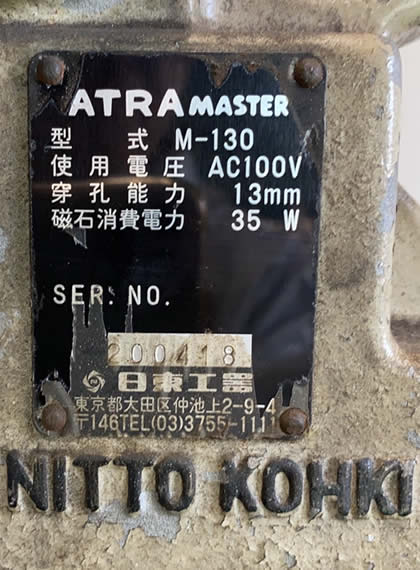 ATRA MASTER
型 式 M-130
使用電圧 AC100V
穿孔能力 13mm
磁石消費電力 35 W
SER. NO.
200418
日東工器
東京都大田区仲池上2-9-4
〒146TEL(03)3755-1111
NITTO KOHKI